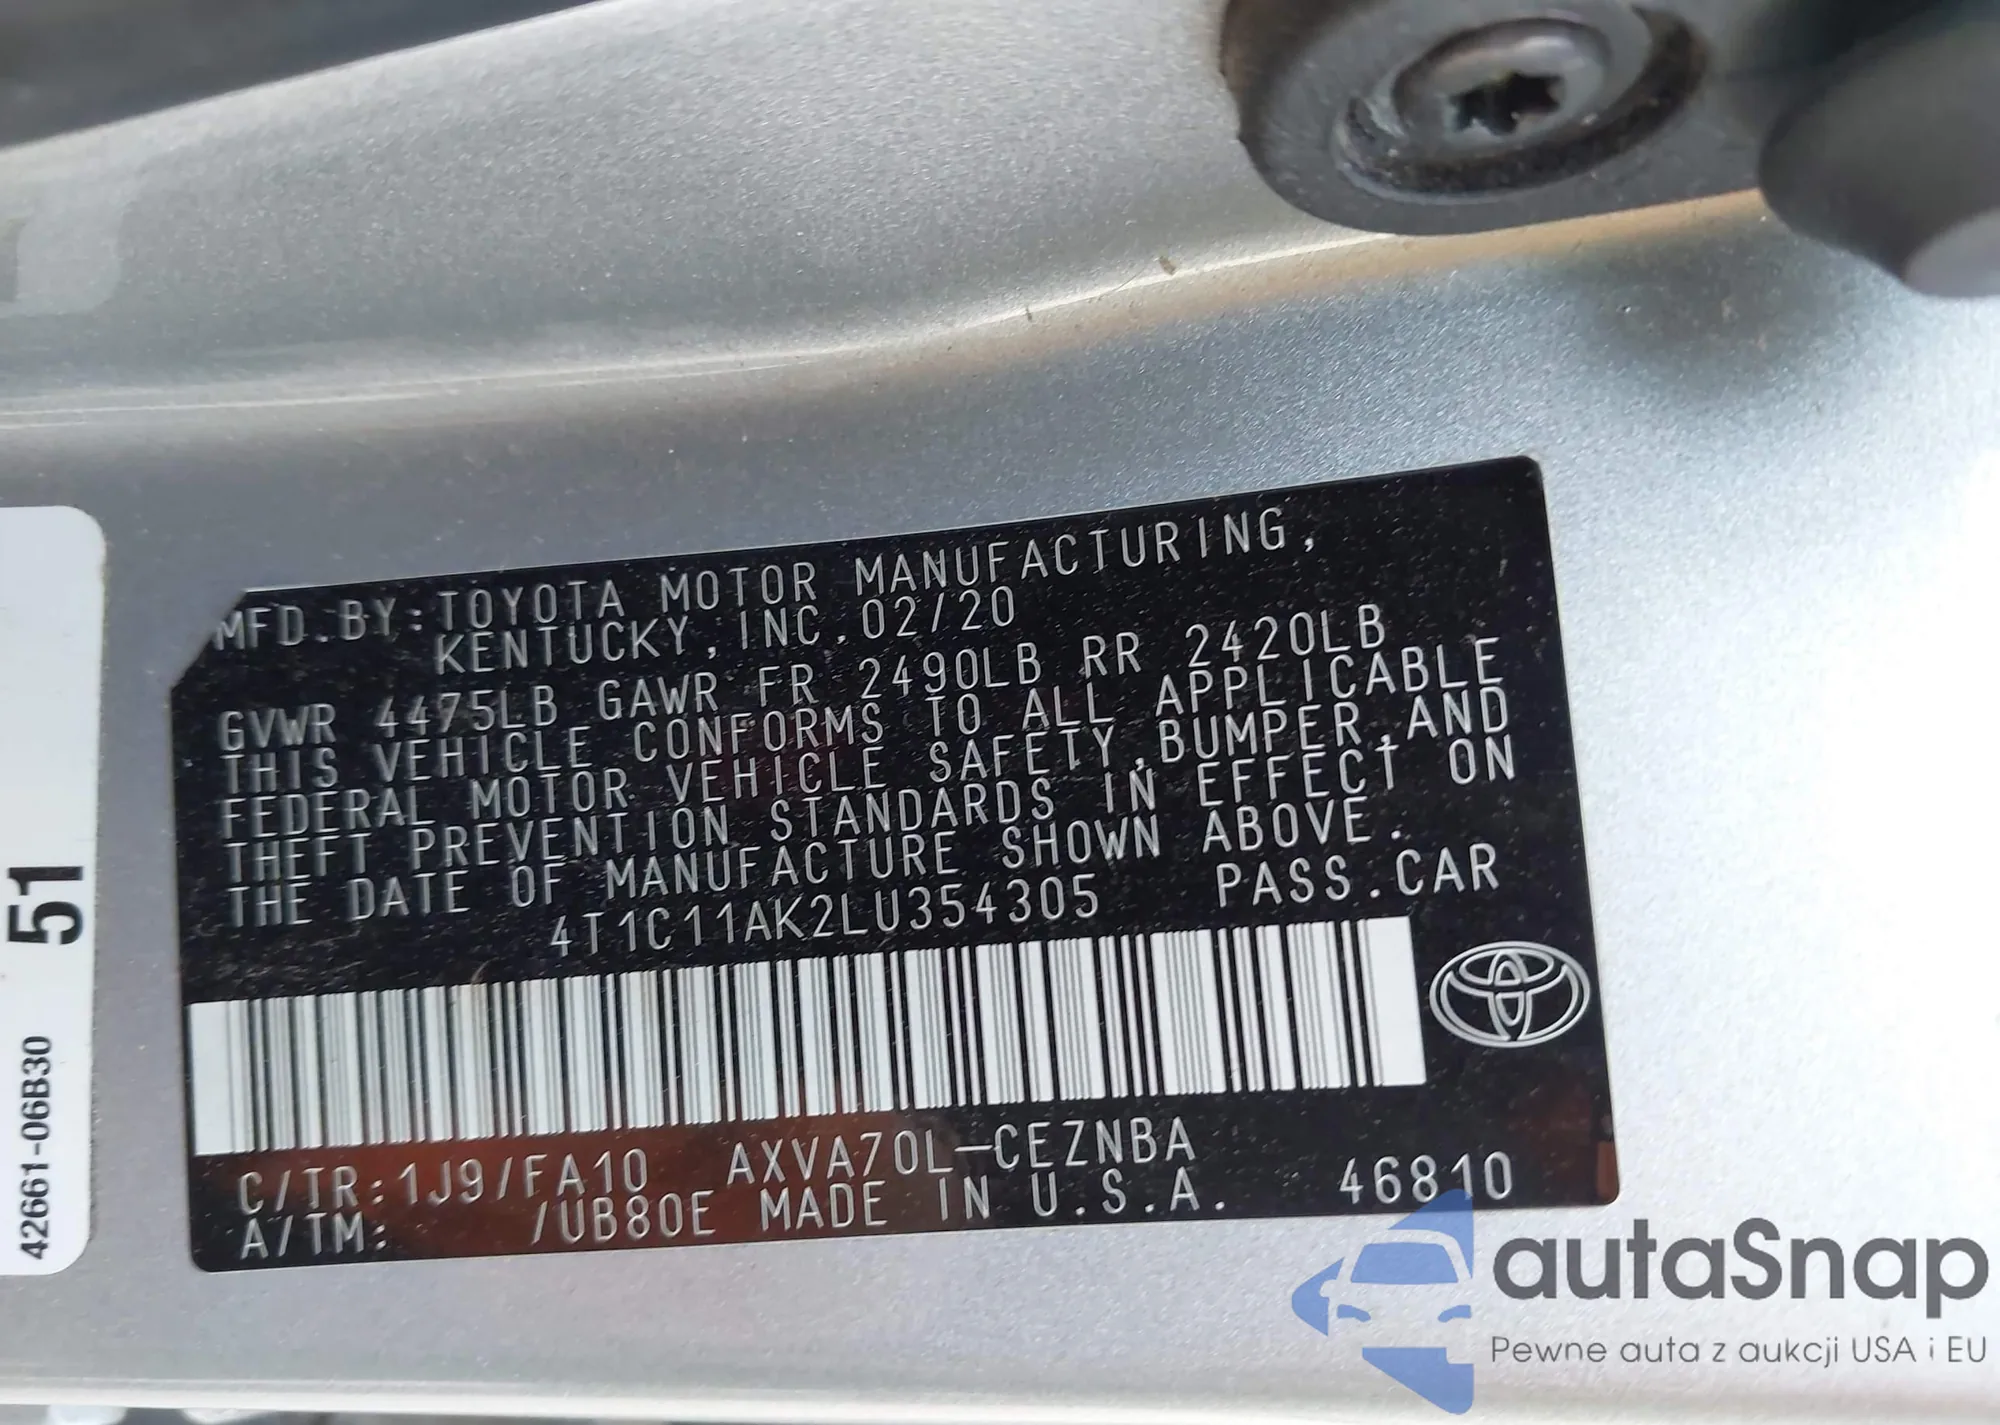 MFD.BY:TOYOTA MOTOR MANUFACTURING,
KENTUCKY,INC.02/20
GVWR 4475LB GAWR FR 2490LB RR 2420LB
THIS VEHICLE CONFORMS TO ALL APPLICABLE
FEDERAL MOTOR VEHICLE SAFETY,BUMPER,AND
THEFT PREVENTION STANDARDS IN EFFECT ON
THE DATE OF MANUFACTURE SHOWN ABOVE.
4T1C11AK2LU354305 PASS.CAR
C/TR:1J9/FA10 AXVA70L-CEZNBA
A/TM: /UB80E MADE IN U.S.A. 46810
51
42661-06B30
autaSnap
Pewne auta z aukcji USA i EU